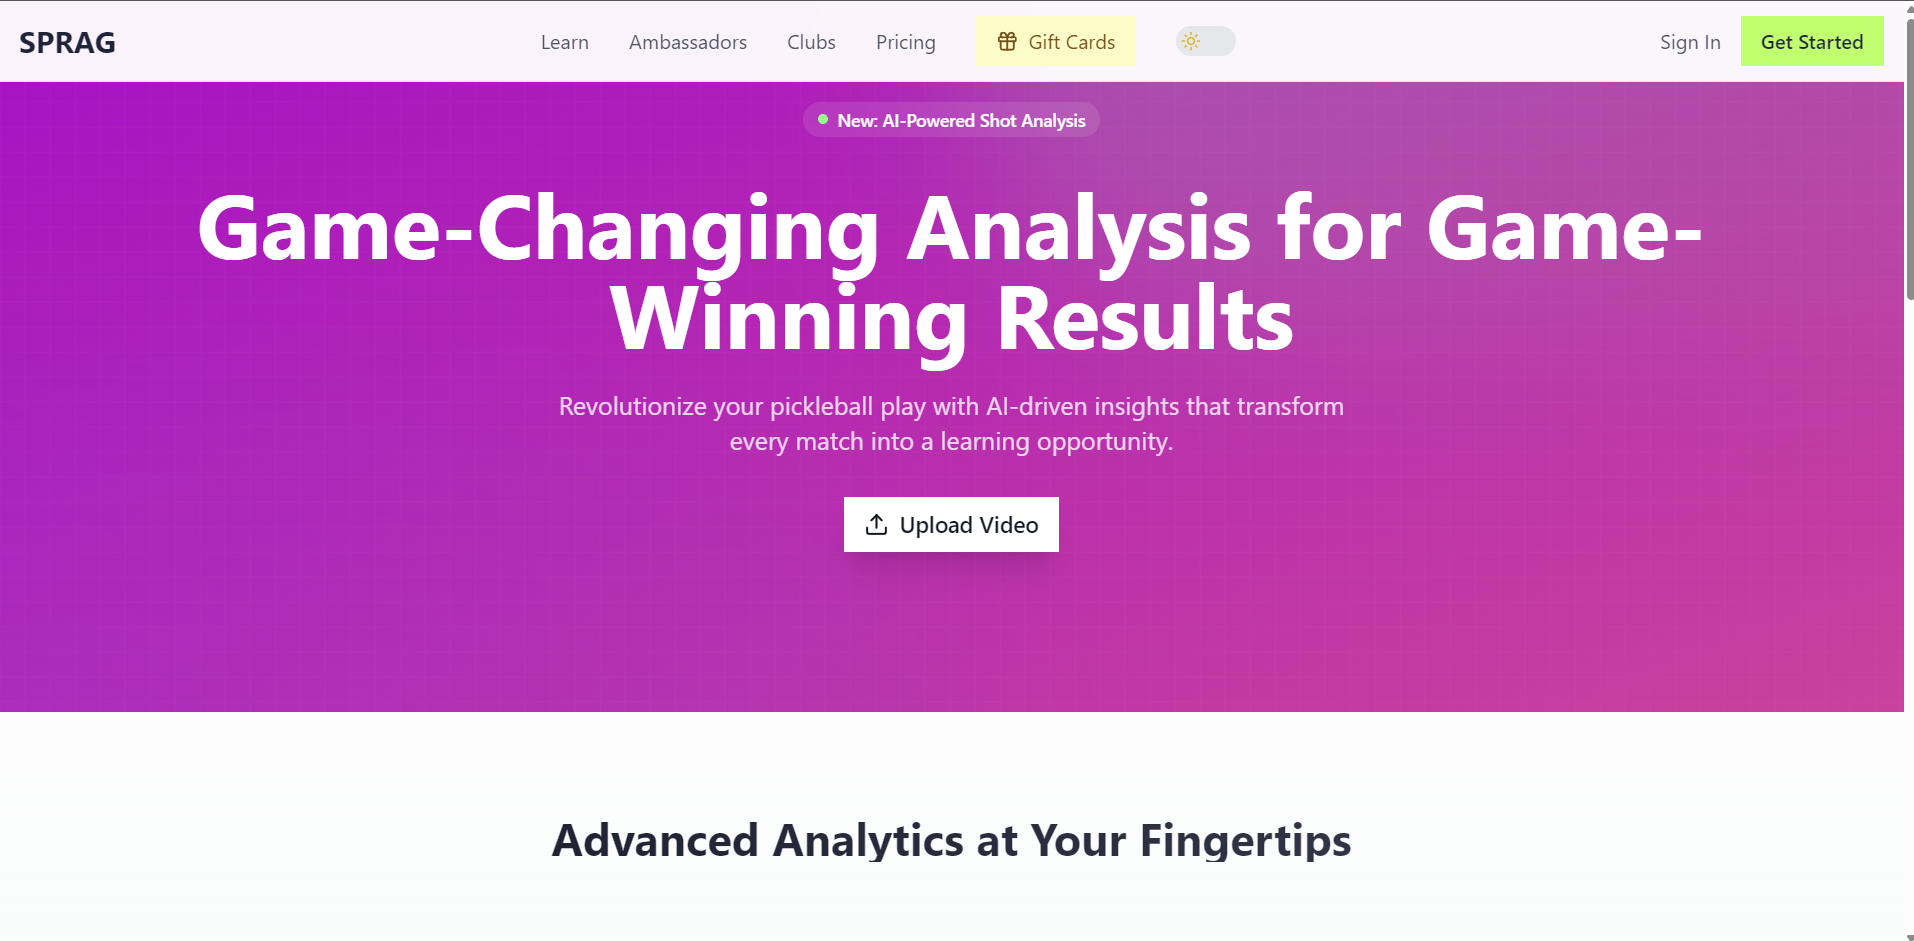 SPRAG
Learn
Ambassadors
Clubs
Pricing
Gift Cards
Sign In
Get Started
New: AI-Powered Shot Analysis
Game-Changing Analysis for Game-
Winning Results
Revolutionize your pickleball play with AI-driven insights that transform
every match into a learning opportunity.
Upload Video
Advanced Analytics at Your Fingertips